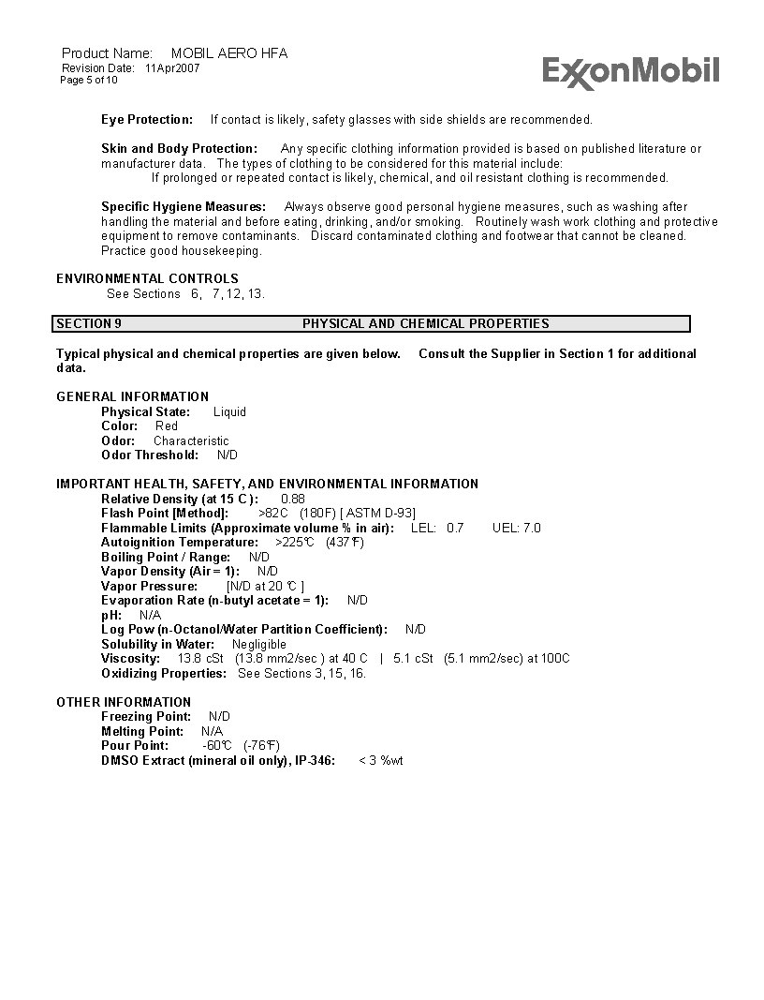 Product Name: MOBIL AERO HFA
Revision Date: 11Apr2007
Page 5 of 10
ExxonMobil
Eye Protection: If contact is likely, safety glasses with side shields are recommended.
Skin and Body Protection: Any specific clothing information provided is based on published literature or
manufacturer data. The types of clothing to be considered for this material include:
If prolonged or repeated contact is likely, chemical, and oil resistant clothing is recommended.
Specific Hygiene Measures: Always observe good personal hygiene measures, such as washing after
handling the material and before eating, drinking, and/or smoking. Routinely wash work clothing and protective
equipment to remove contaminants. Discard contaminated clothing and footwear that cannot be cleaned.
Practice good housekeeping.
ENVIRONMENTAL CONTROLS
See Sections 6, 7, 12, 13.
SECTION 9 PHYSICAL AND CHEMICAL PROPERTIES
Typical physical and chemical properties are given below. Consult the Supplier in Section 1 for additional
data.
GENERAL INFORMATION
Physical State: Liquid
Color: Red
Odor: Characteristic
Odor Threshold: N/D
IMPORTANT HEALTH, SAFETY, AND ENVIRONMENTAL INFORMATION
Relative Density (at 15 C ): 0.88
Flash Point [Method]: >82C (180F) [ ASTM D-93]
Flammable Limits (Approximate volume % in air): LEL: 0.7 UEL: 7.0
Autoignition Temperature: >225°C (437°F)
Boiling Point / Range: N/D
Vapor Density (Air = 1): N/D
Vapor Pressure: [N/D at 20 °C ]
Evaporation Rate (n-butyl acetate = 1): N/D
pH: N/A
Log Pow (n-Octanol/Water Partition Coefficient): N/D
Solubility in Water: Negligible
Viscosity: 13.8 cSt (13.8 mm2/sec ) at 40 C | 5.1 cSt (5.1 mm2/sec) at 100C
Oxidizing Properties: See Sections 3, 15, 16.
OTHER INFORMATION
Freezing Point: N/D
Melting Point: N/A
Pour Point: -60°C (-76°F)
DMSO Extract (mineral oil only), IP-346: < 3 %wt